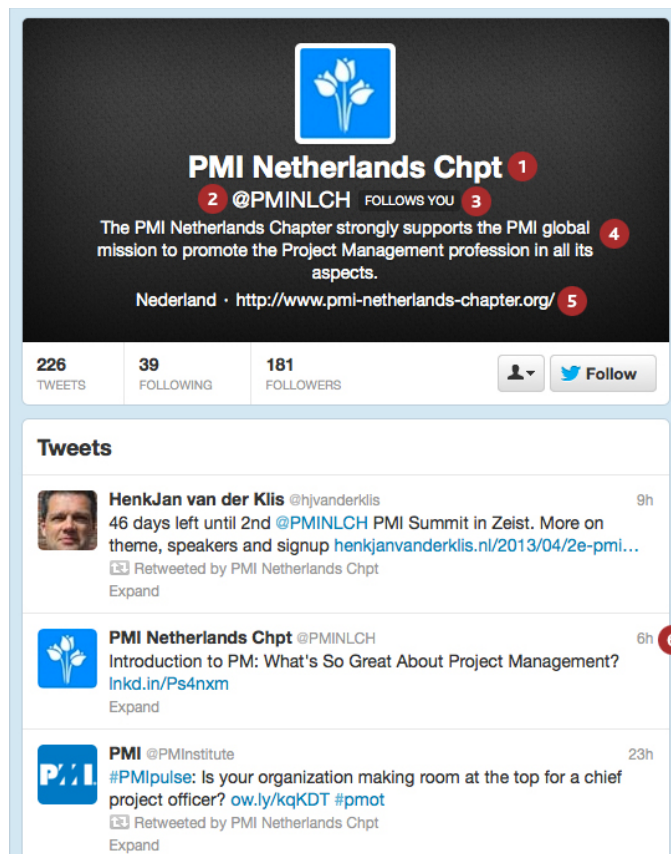 PMI Netherlands Chpt 1
2 @PMINLCH FOLLOWS YOU 3
The PMI Netherlands Chapter strongly supports the PMI global 4
mission to promote the Project Management profession in all its
aspects.
Nederland · http://www.pmi-netherlands-chapter.org/ 5
226 39 181
TWEETS FOLLOWING FOLLOWERS
Follow
Tweets
HenkJan van der Klis @hjvanderklis 9h
46 days left until 2nd @PMINLCH PMI Summit in Zeist. More on
theme, speakers and signup henkjanvanderklis.nl/2013/04/2e-pmi…
Retweeted by PMI Netherlands Chpt
Expand
PMI Netherlands Chpt @PMINLCH 6h
Introduction to PM: What's So Great About Project Management?
lnkd.in/Ps4nxm
Expand
PMI. PMI @PMInstitute 23h
#PMIpulse: Is your organization making room at the top for a chief
project officer? ow.ly/kqKDT #pmot
Retweeted by PMI Netherlands Chpt
Expand